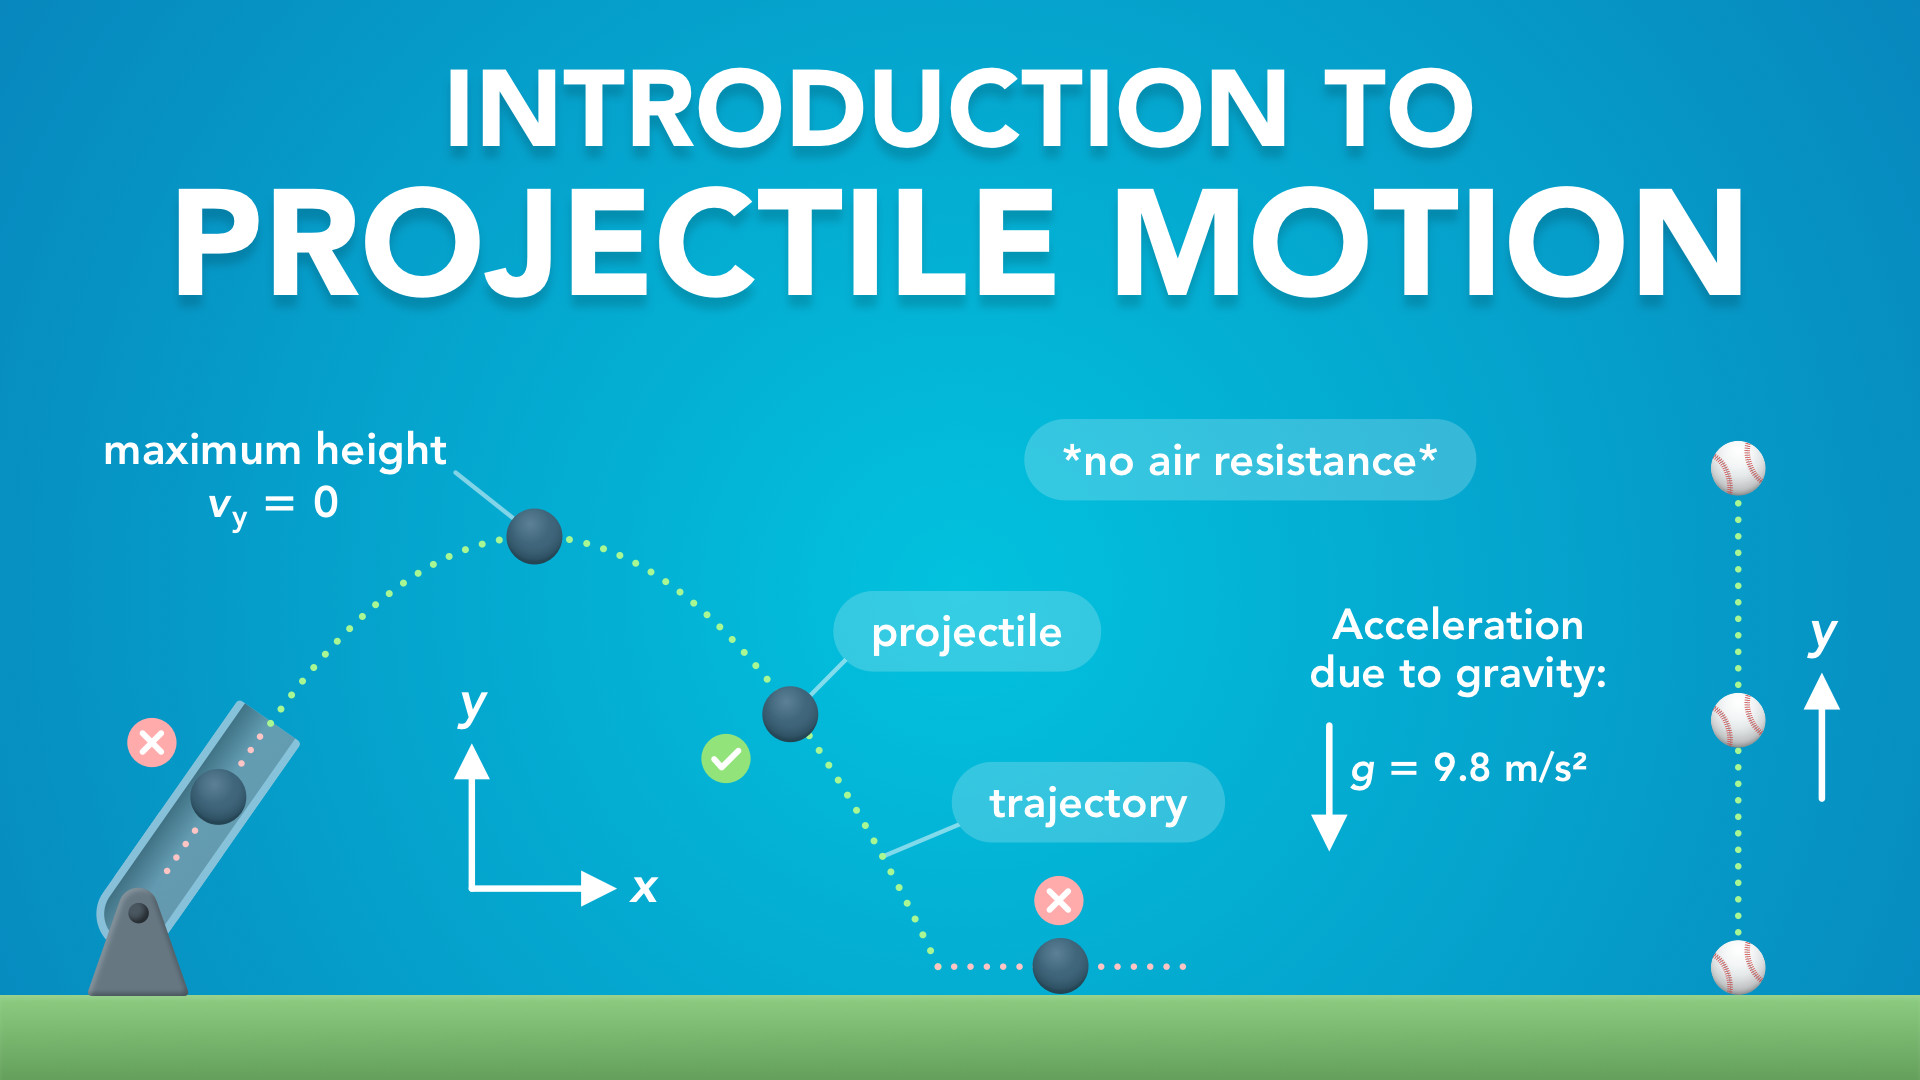 INTRODUCTION TO
PROJECTILE MOTION
maximum height
v_y = 0
*no air resistance*
projectile
trajectory
y
x
Acceleration
due to gravity:
g = 9.8 m/s²
y